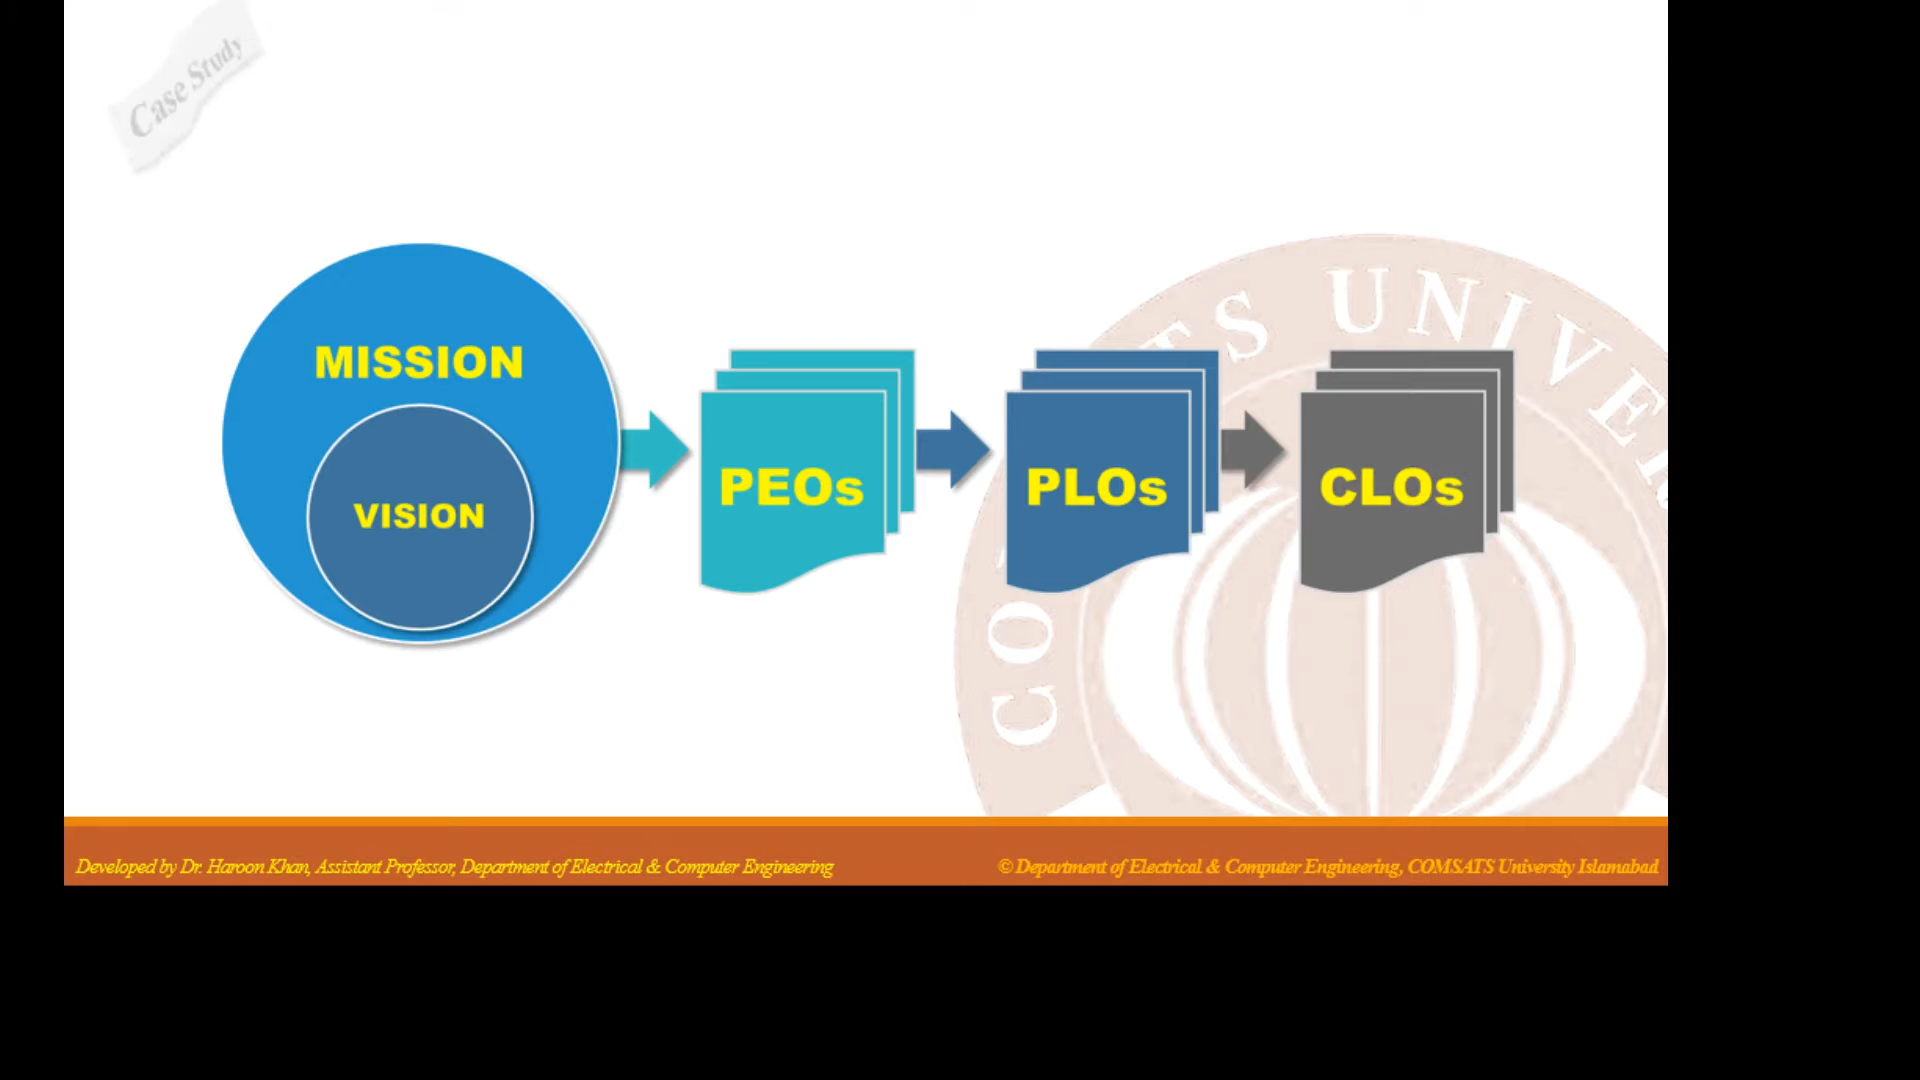 Case Study
MISSION
VISION
PEOs
PLOs
CLOs
UNIVER
Developed by Dr. Haroon Khan, Assistant Professor, Department of Electrical & Computer Engineering
© Department of Electrical & Computer Engineering, COMSATS University Islamabad